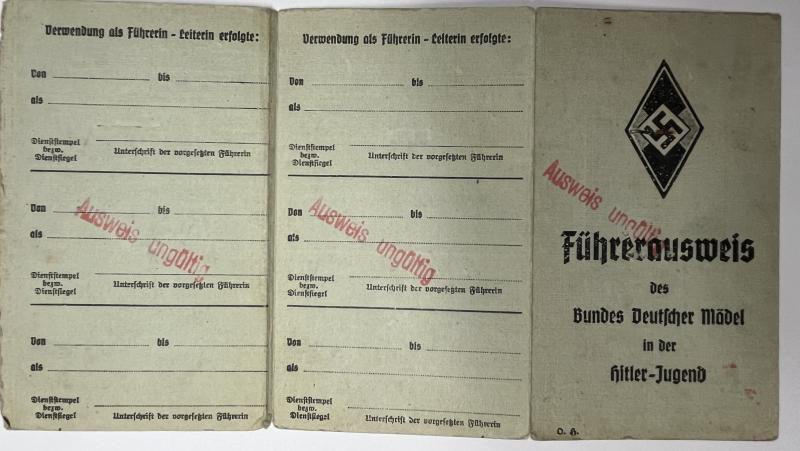 Verwendung als Führerin - Leiterin erfolgte:
Von bis
als
Dienststempel
bezw.
Dienstsiegel
Unterschrift der vorgesetzten Führerin
Von bis
als
Ausweis ungültig
Dienststempel
bezw.
Dienstsiegel
Unterschrift der vorgesetzten Führerin
Von bis
als
Dienststempel
bezw.
Dienstsiegel
Unterschrift der vorgesetzten Führerin
Verwendung als Führerin - Leiterin erfolgte:
Von bis
als
Dienststempel
bezw.
Dienstsiegel
Unterschrift der vorgesetzten Führerin
Von bis
als
Ausweis ungültig
Dienststempel
bezw.
Dienstsiegel
Unterschrift der vorgesetzten Führerin
Von bis
als
Dienststempel
bezw.
Dienstsiegel
Unterschrift der vorgesetzten Führerin
Ausweis ungültig
Führerausweis
des
Bundes Deutscher Mädel
in der
Hitler-Jugend
O. H.